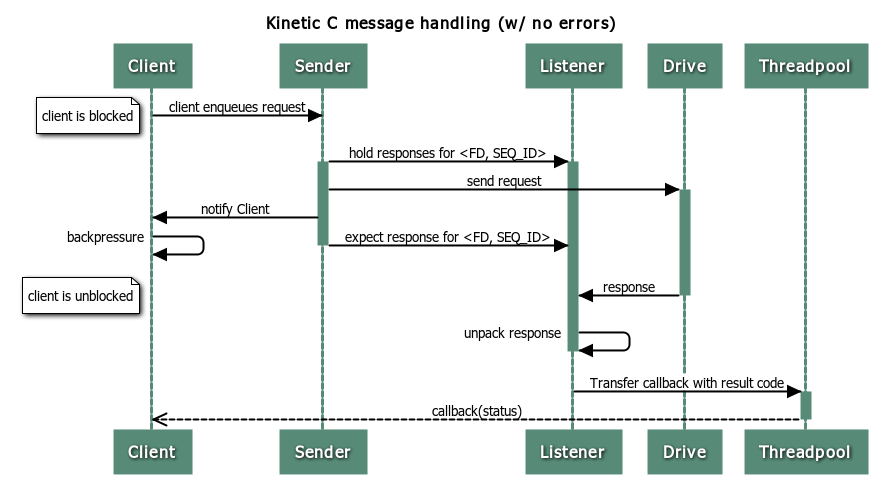 Kinetic C message handling (w/ no errors)
Client
Sender
Listener
Drive
Threadpool
client is blocked
client enqueues request
hold responses for <FD, SEQ_ID>
send request
notify Client
backpressure
expect response for <FD, SEQ_ID>
client is unblocked
response
unpack response
Transfer callback with result code
callback(status)
Client
Sender
Listener
Drive
Threadpool